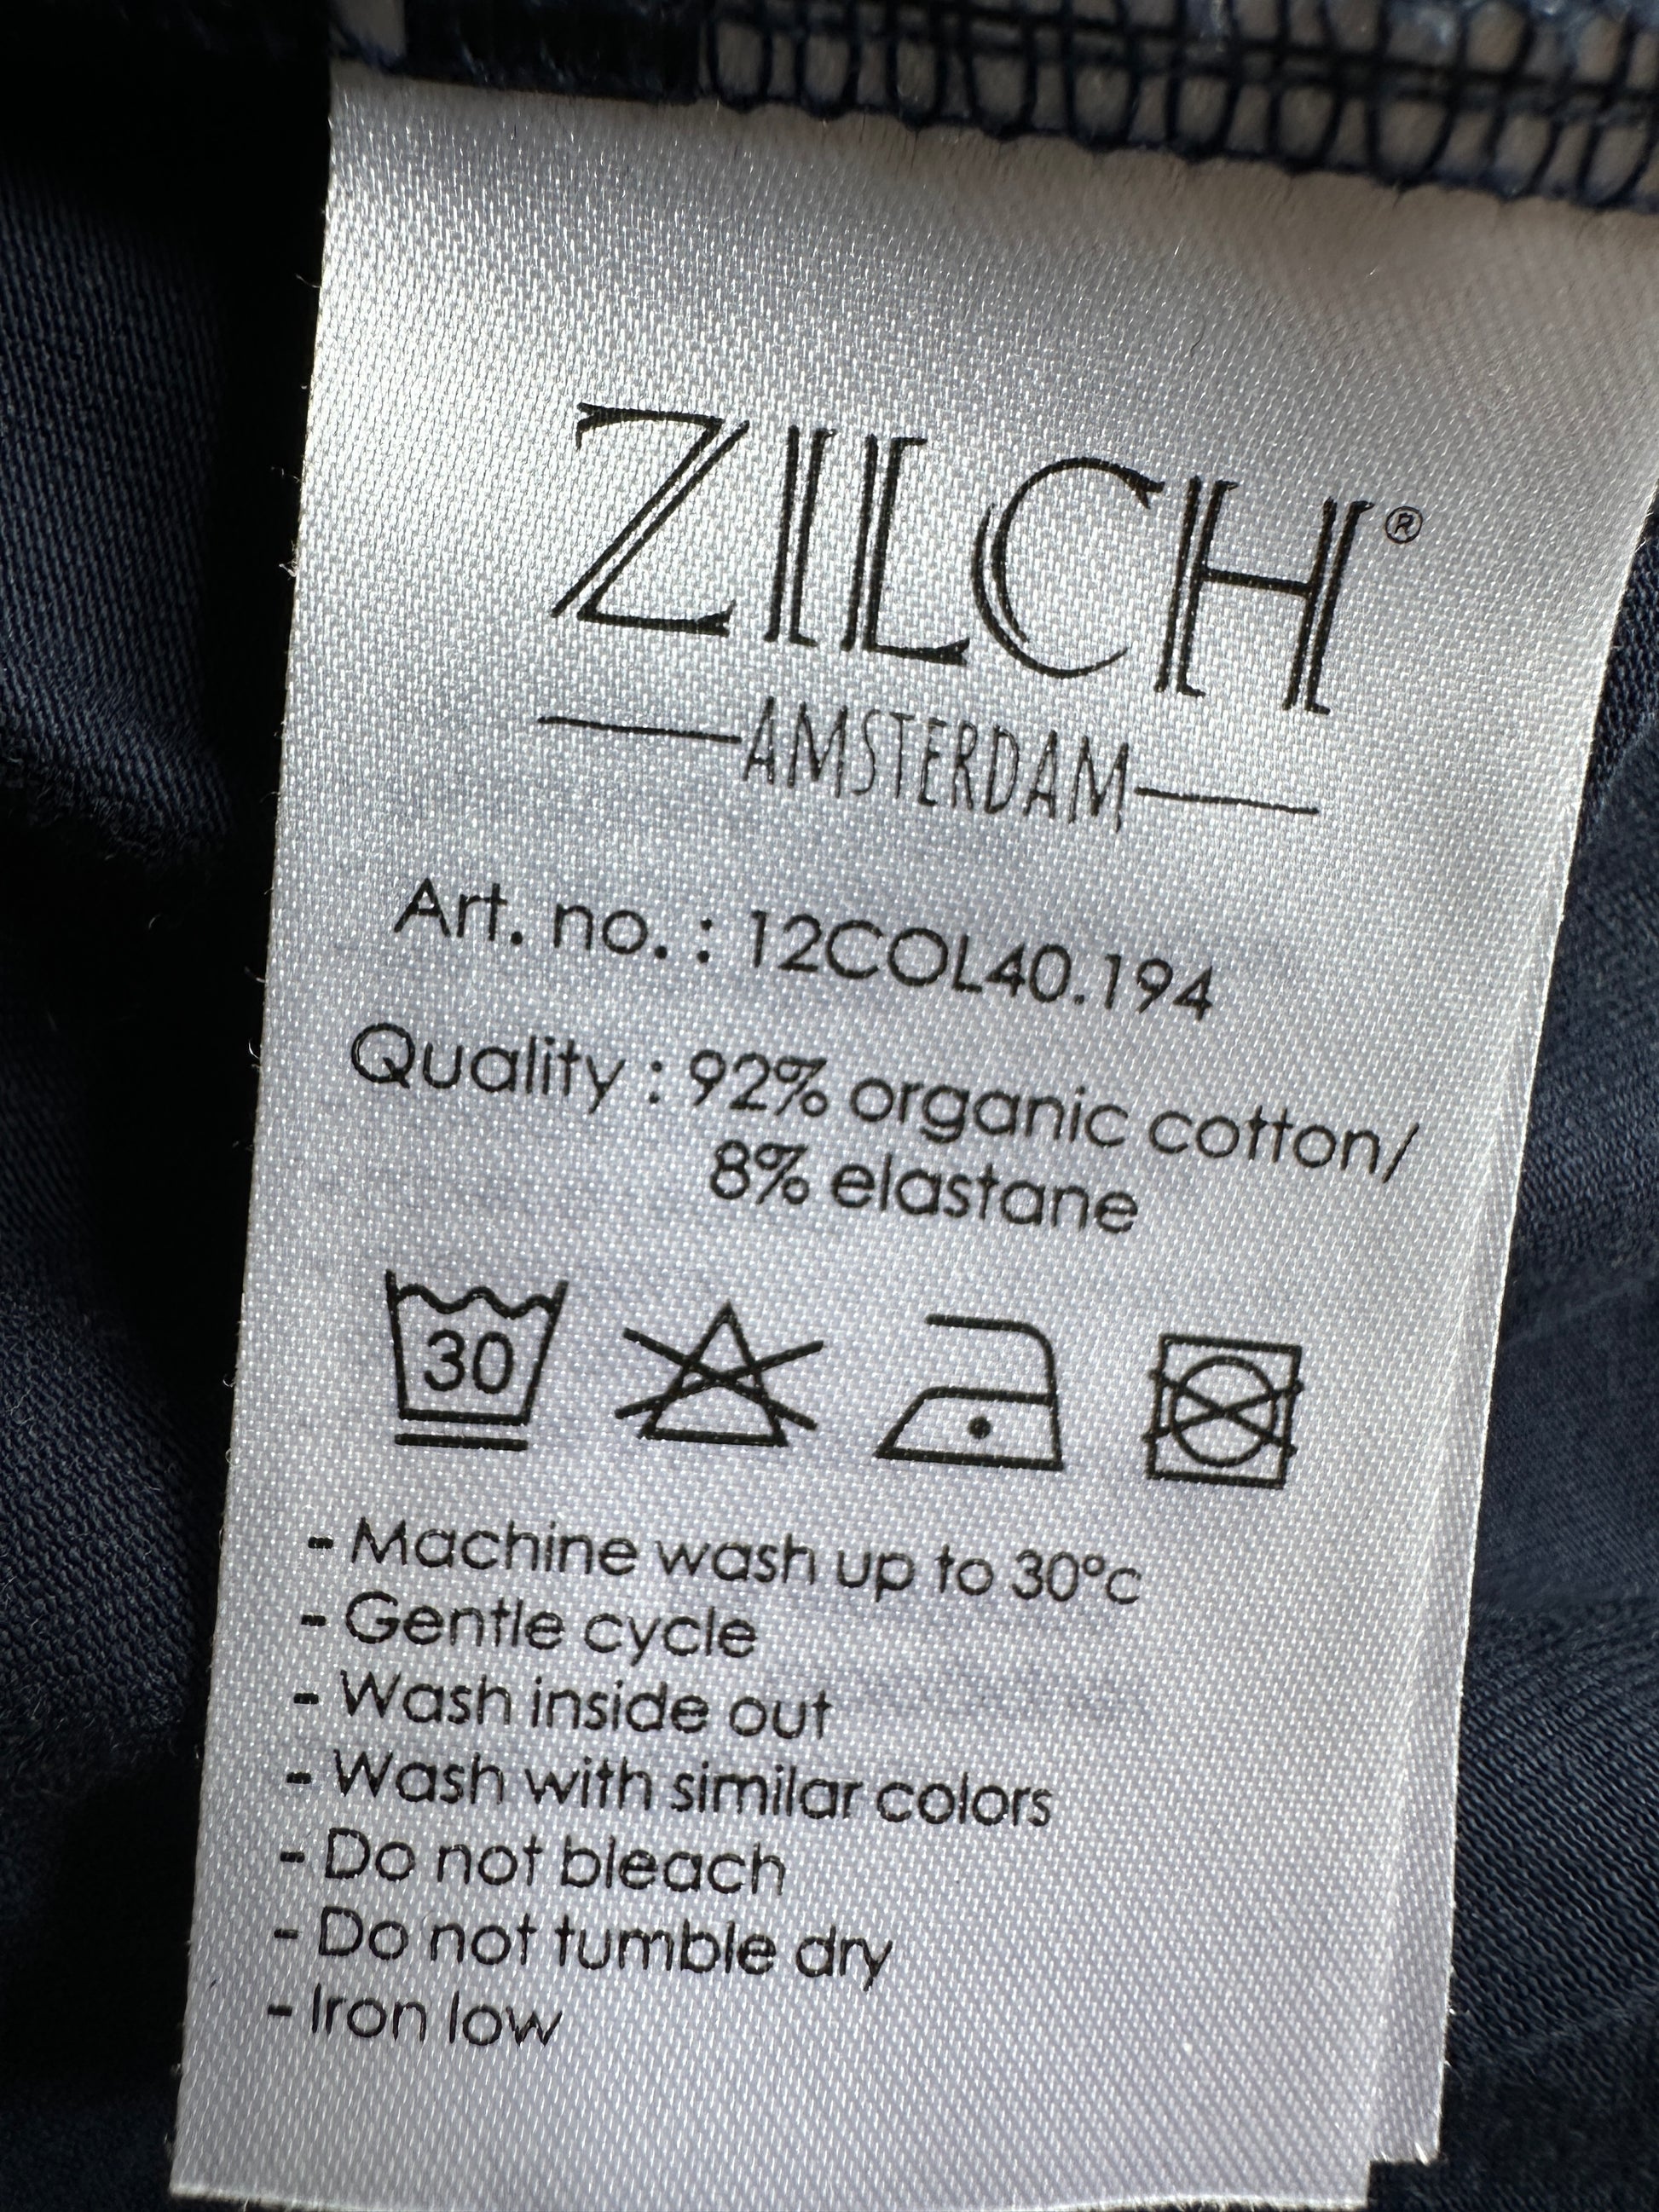 ZILCH®
AMSTERDAM
Art. no. : 12COL40.194
Quality : 92% organic cotton/
8% elastane
30
- Machine wash up to 30°c
- Gentle cycle
- Wash inside out
- Wash with similar colors
- Do not bleach
- Do not tumble dry
- Iron low